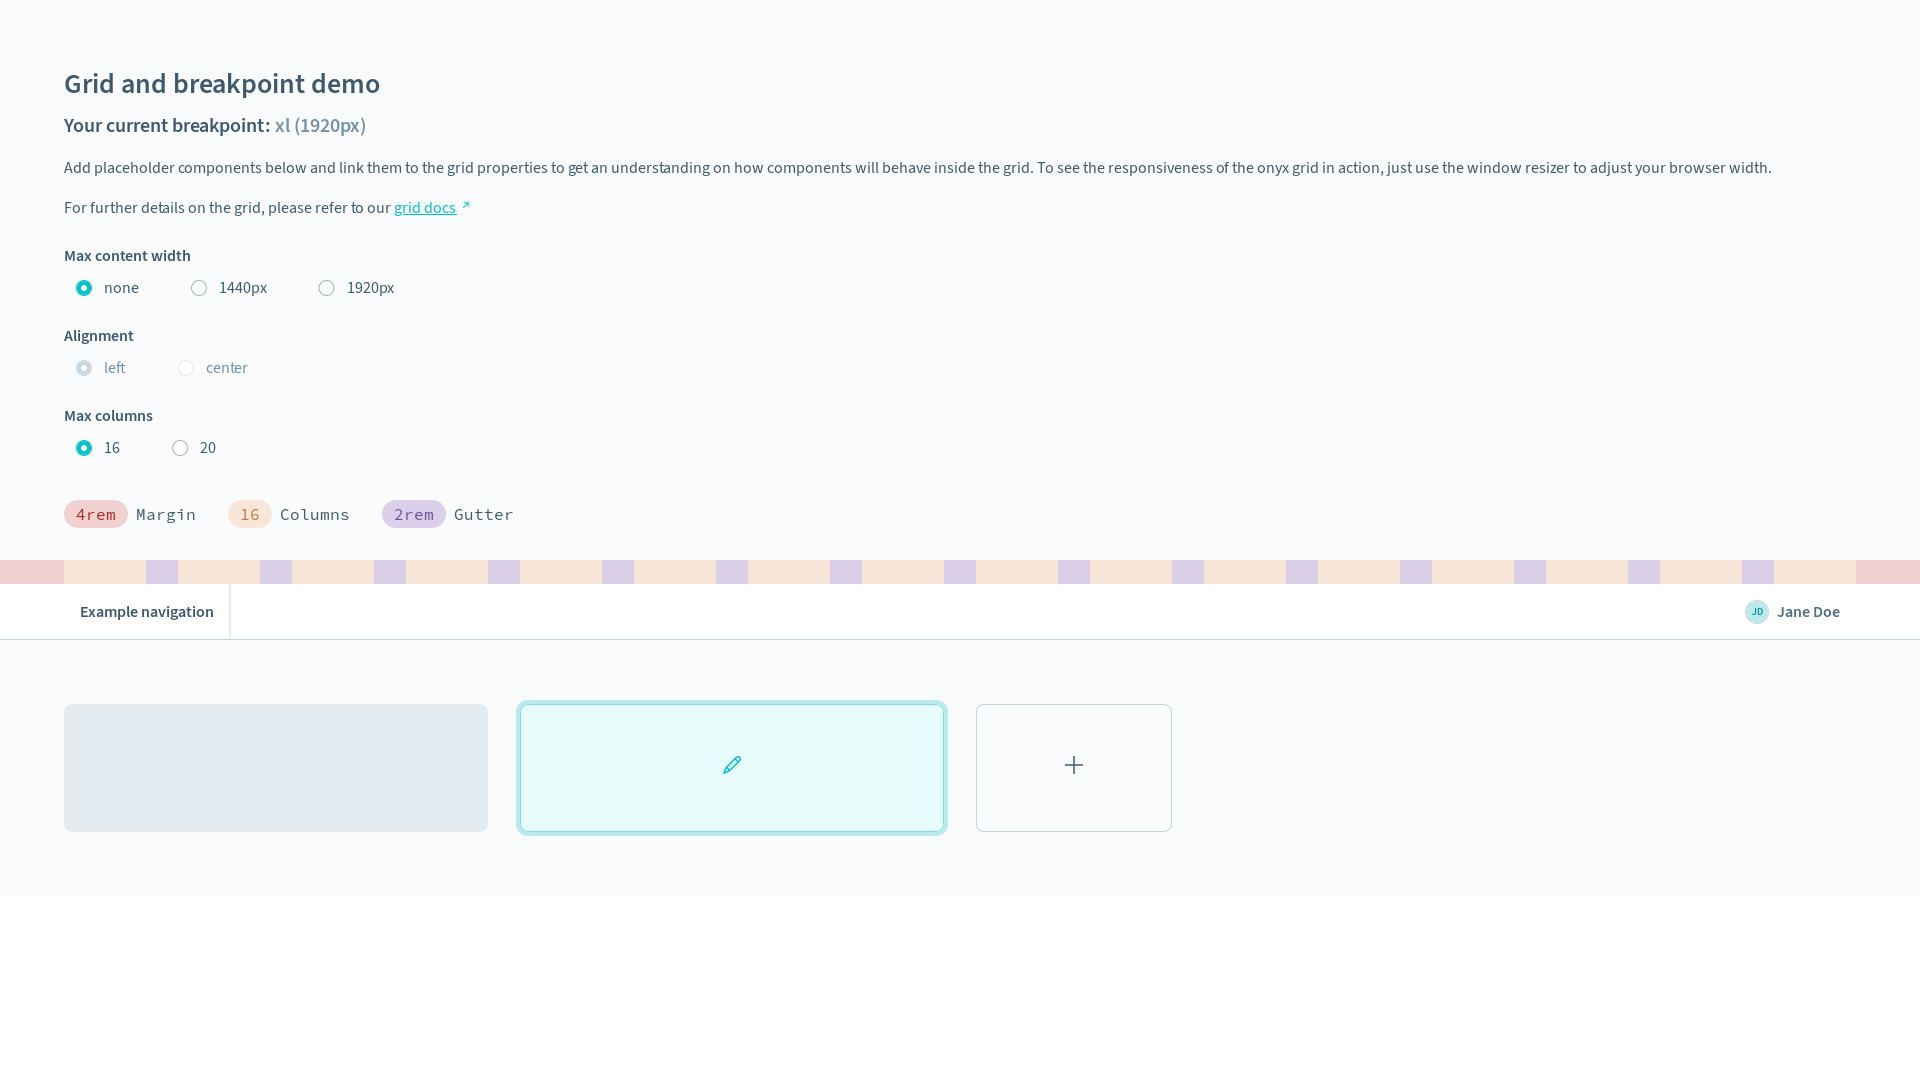 Grid and breakpoint demo
Your current breakpoint: xl (1920px)
Add placeholder components below and link them to the grid properties to get an understanding on how components will behave inside the grid. To see the responsiveness of the onyx grid in action, just use the window resizer to adjust your browser width.
For further details on the grid, please refer to our grid docs
Max content width
none 1440px 1920px
Alignment
left center
Max columns
16 20
4rem Margin 16 Columns 2rem Gutter
Example navigation JD Jane Doe